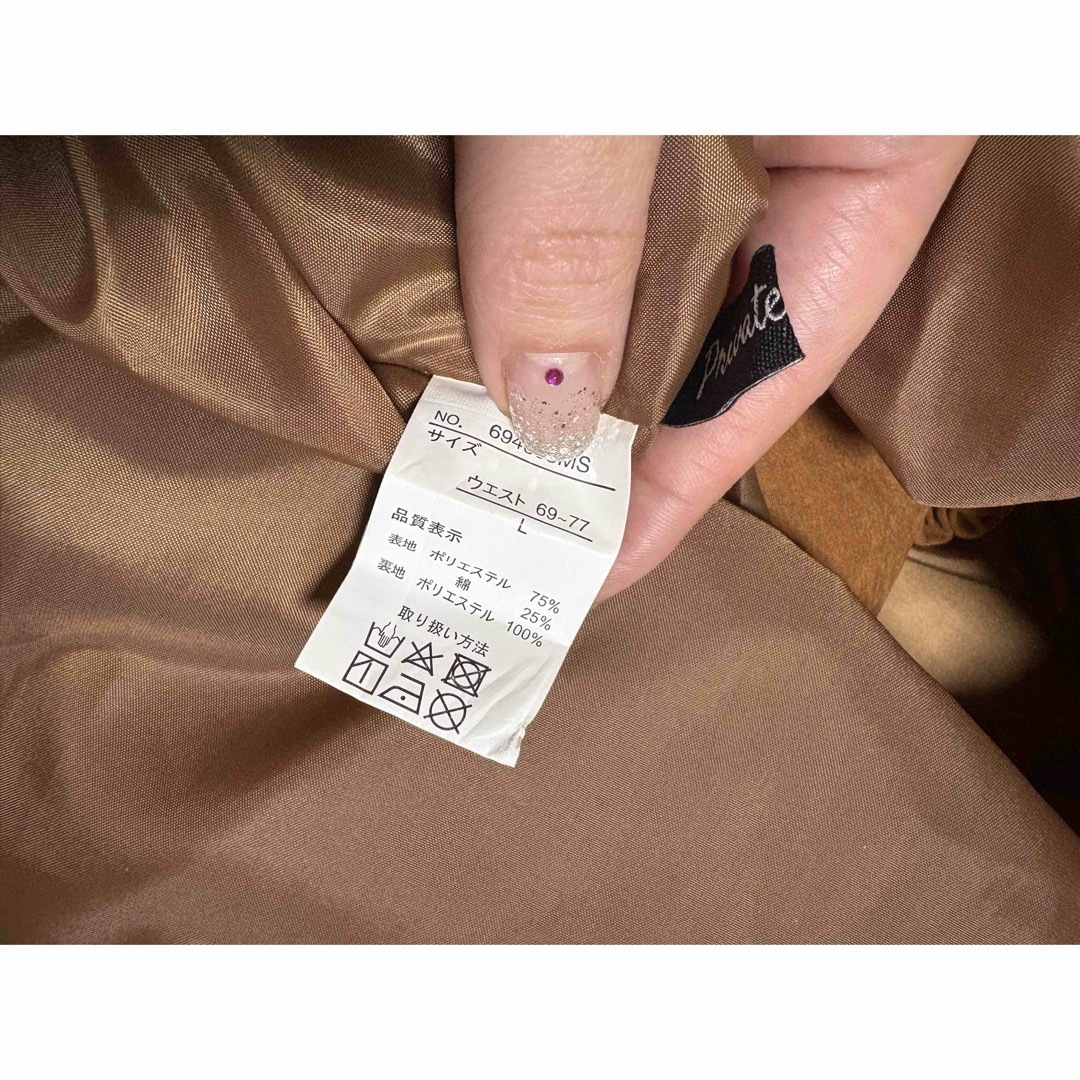 NO.
サイズ
ウエスト 69~77
L
品質表示
表地 ポリエステル 75%
綿 25%
裏地 ポリエステル 100%
取り扱い方法
Private